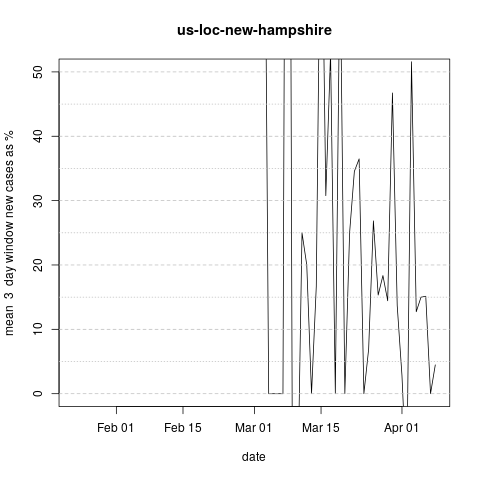 us-loc-new-hampshire
mean 3 day window new cases as %
50
40
30
20
10
0
Feb 01 Feb 15 Mar 01 Mar 15 Apr 01
date